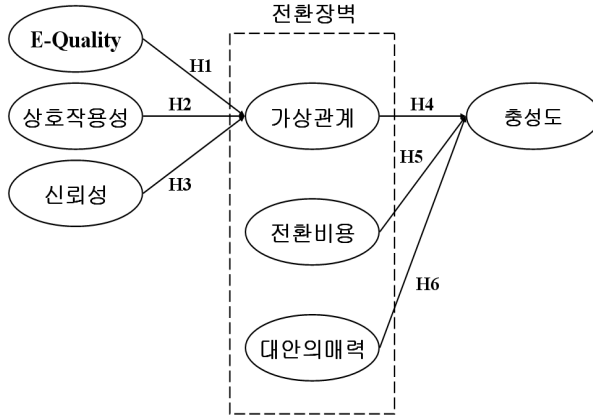 전환장벽
E-Quality
H1
상호작용성
H2
가상관계
H4
충성도
신뢰성
H3
H5
전환비용
H6
대안의매력